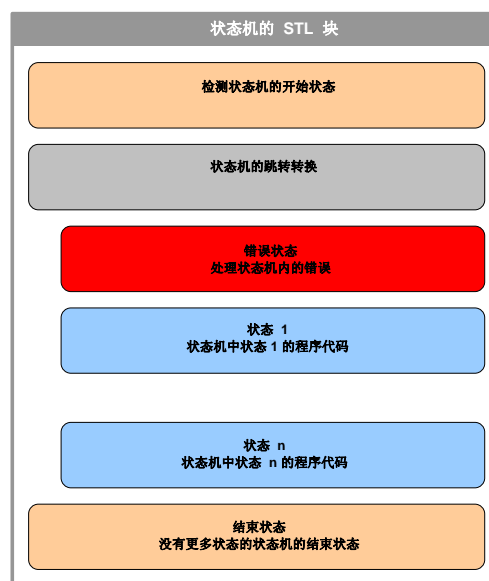 状态机的 STL 块
检测状态机的开始状态
状态机的跳转转换
错误状态
处理状态机内的错误
状态 1
状态机中状态 1 的程序代码
状态 n
状态机中状态 n 的程序代码
结束状态
没有更多状态的状态机的结束状态